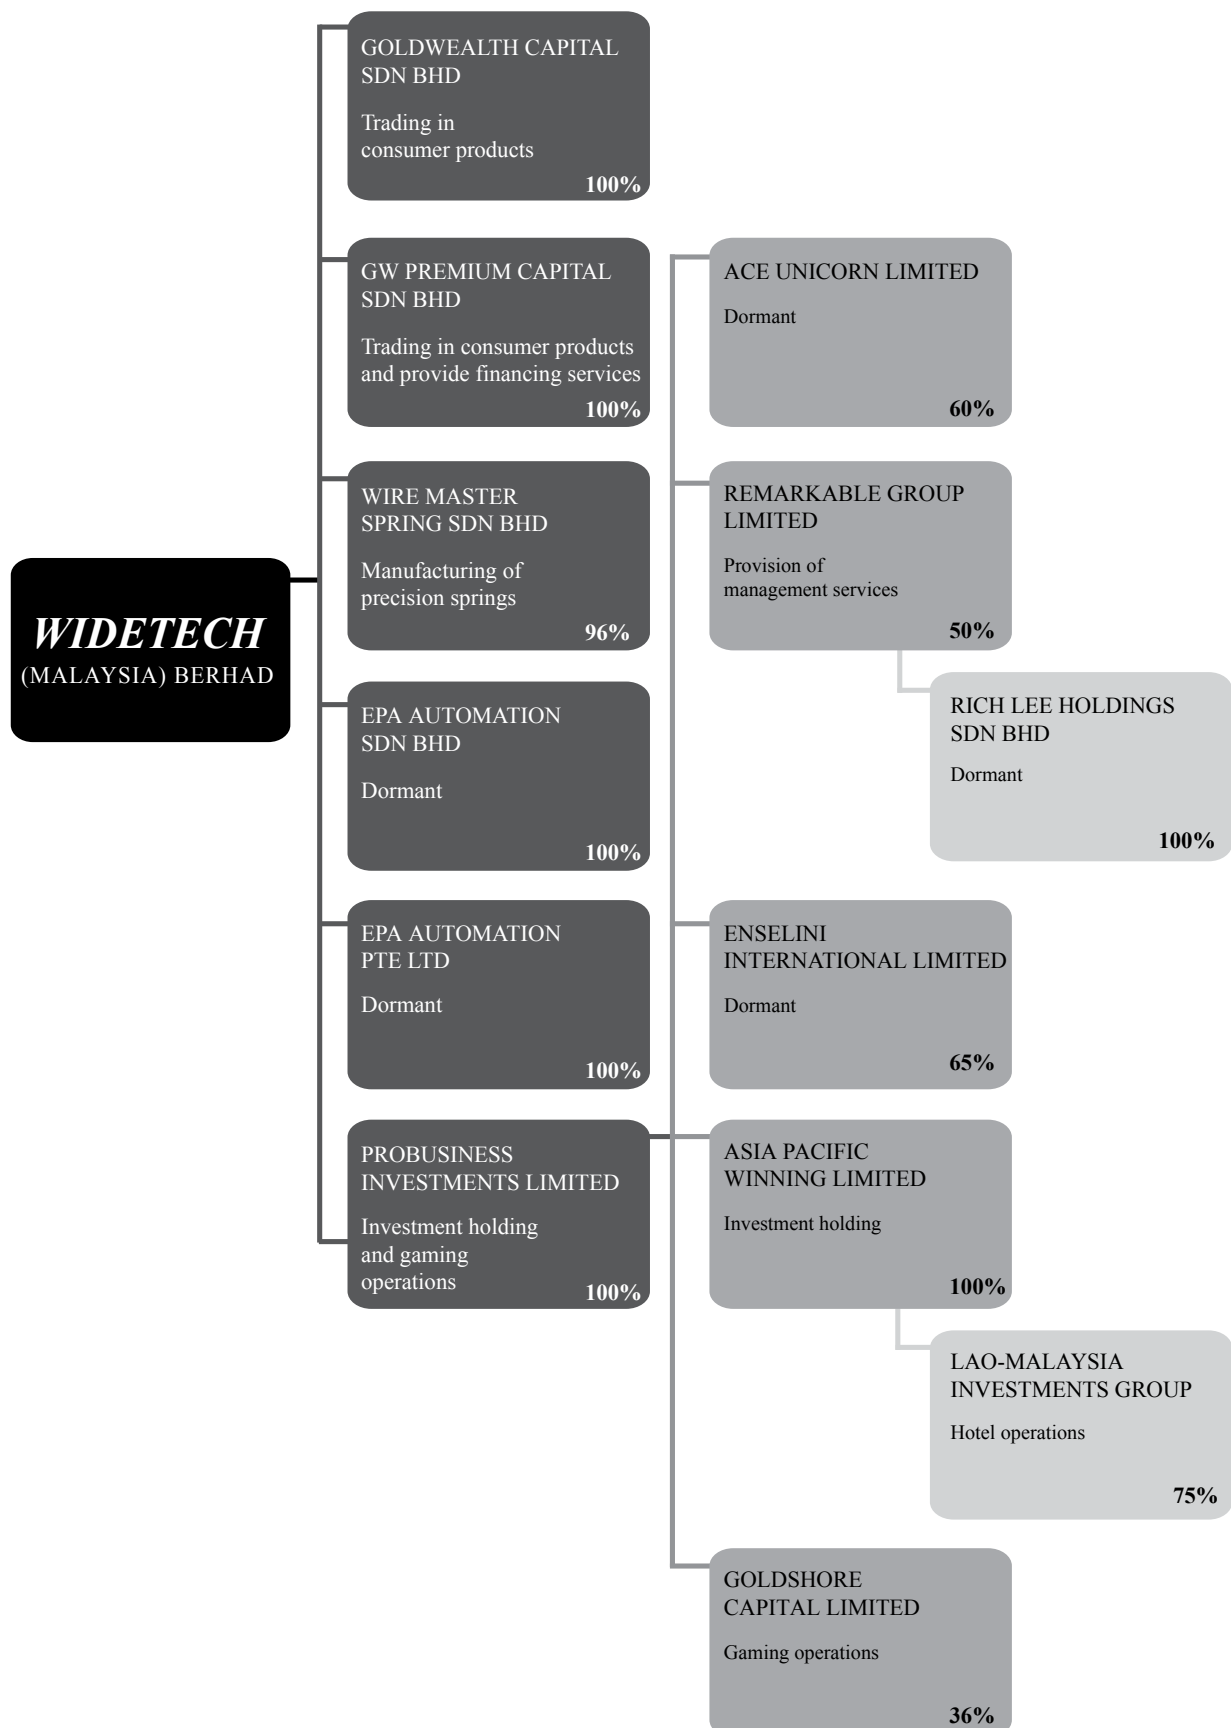 WIDETECH
(MALAYSIA) BERHAD
GOLDWEALTH CAPITAL
SDN BHD
Trading in
consumer products
100%
GW PREMIUM CAPITAL
SDN BHD
Trading in consumer products
and provide financing services
100%
WIRE MASTER
SPRING SDN BHD
Manufacturing of
precision springs
96%
EPA AUTOMATION
SDN BHD
Dormant
100%
EPA AUTOMATION
PTE LTD
Dormant
100%
PROBUSINESS
INVESTMENTS LIMITED
Investment holding
and gaming
operations
100%
ACE UNICORN LIMITED
Dormant
60%
REMARKABLE GROUP
LIMITED
Provision of
management services
50%
RICH LEE HOLDINGS
SDN BHD
Dormant
100%
ENSELINI
INTERNATIONAL LIMITED
Dormant
65%
ASIA PACIFIC
WINNING LIMITED
Investment holding
100%
LAO-MALAYSIA
INVESTMENTS GROUP
Hotel operations
75%
GOLDSHORE
CAPITAL LIMITED
Gaming operations
36%